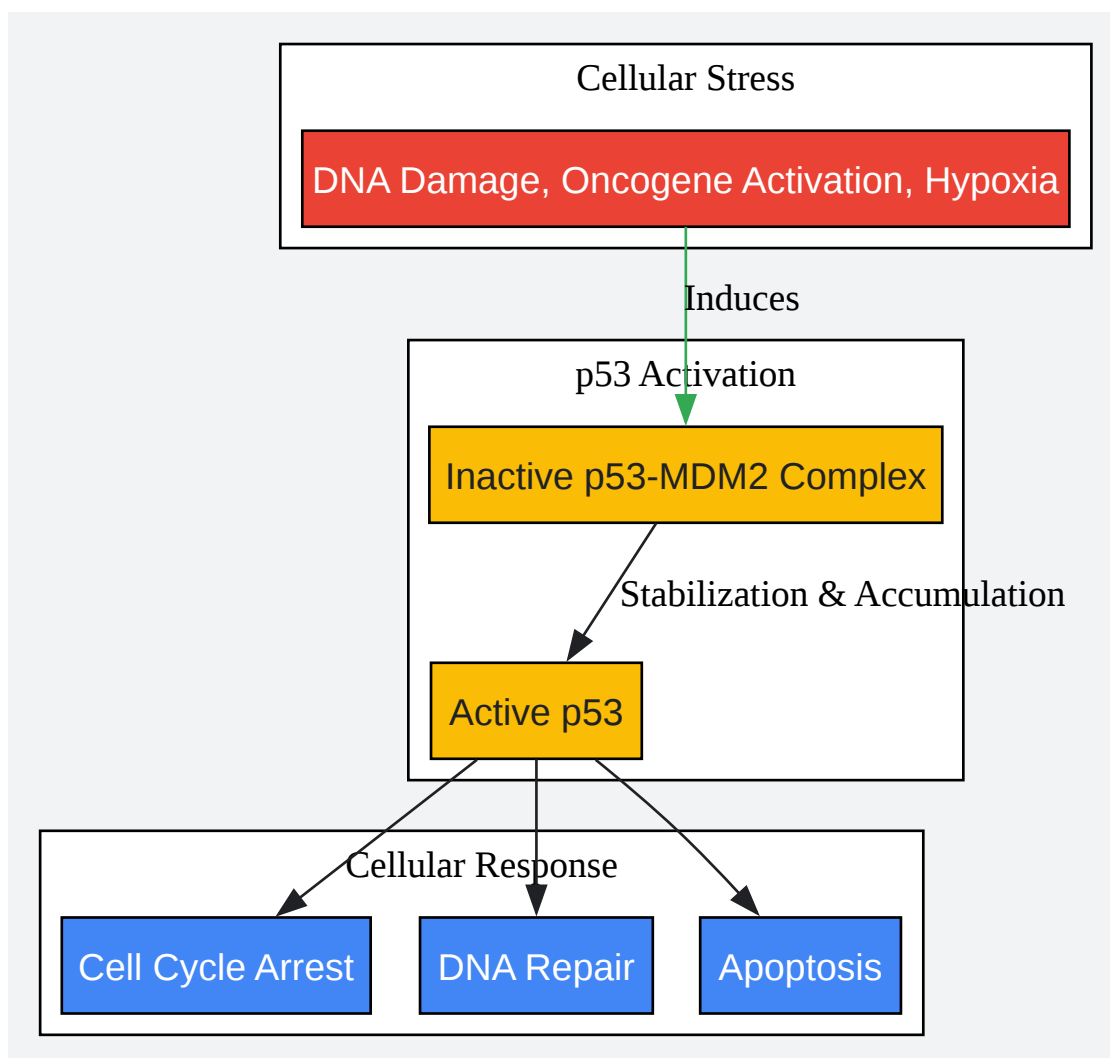 Cellular Stress
DNA Damage, Oncogene Activation, Hypoxia
Induces
p53 Activation
Inactive p53-MDM2 Complex
Stabilization & Accumulation
Active p53
Cellular Response
Cell Cycle Arrest
DNA Repair
Apoptosis